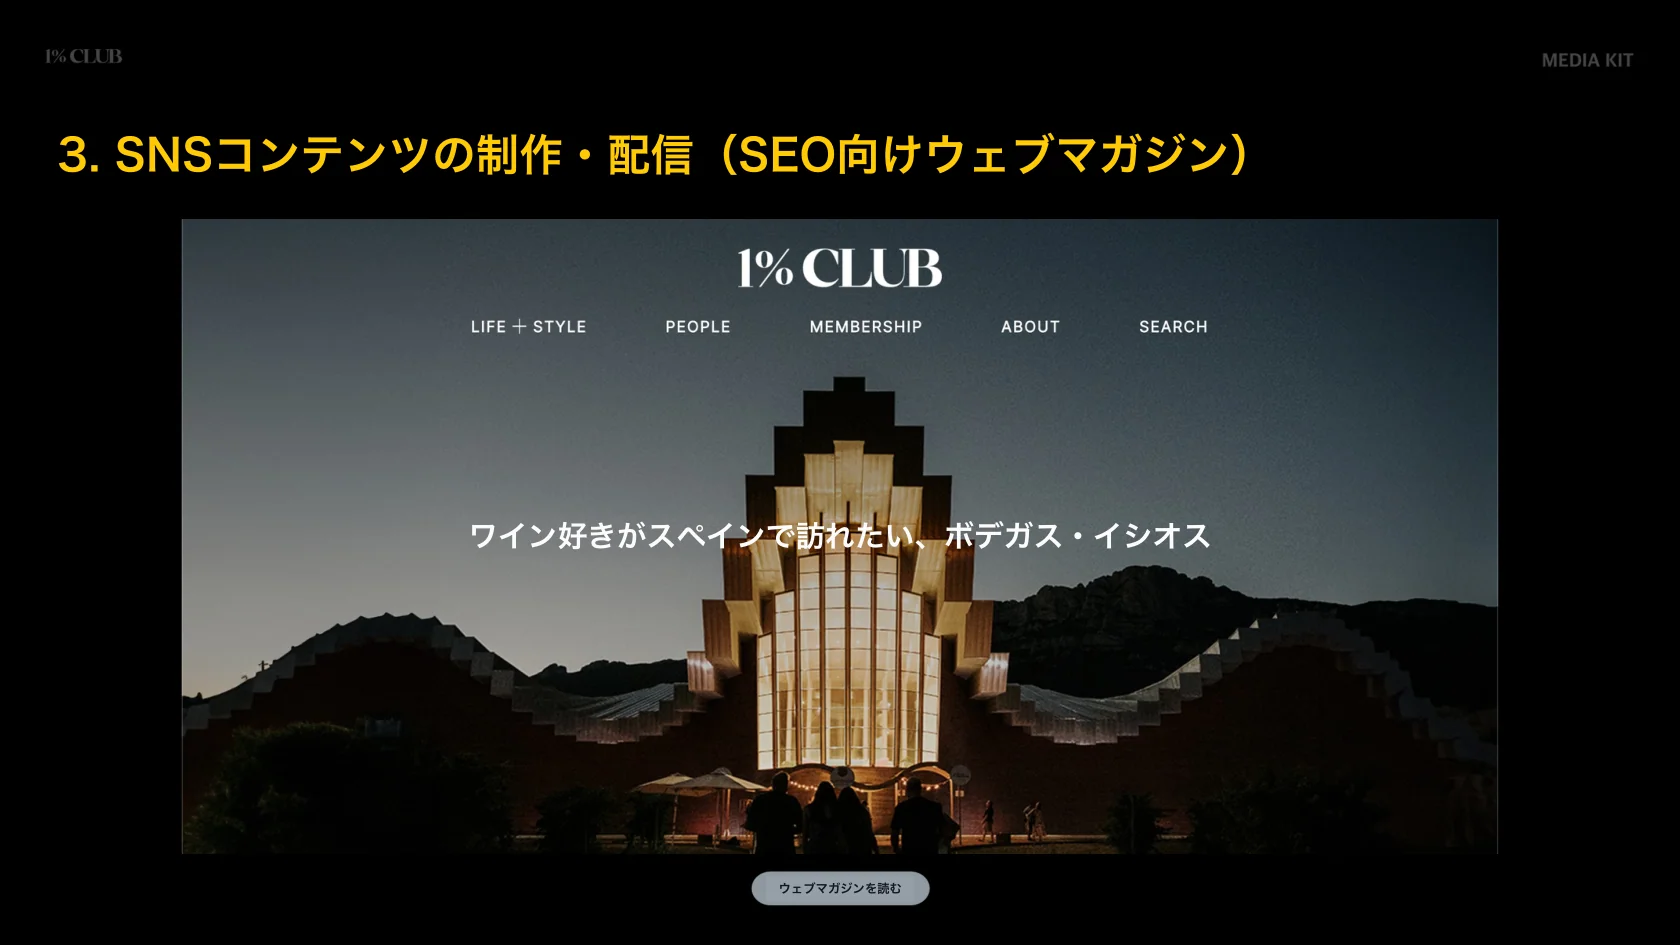 1% CLUB
MEDIA KIT
3. SNSコンテンツの制作・配信（SEO向けウェブマガジン）
1% CLUB
LIFE + STYLE PEOPLE MEMBERSHIP ABOUT SEARCH
ワイン好きがスペインで訪れたい、ボデガス・イシオス
ウェブマガジンを読む